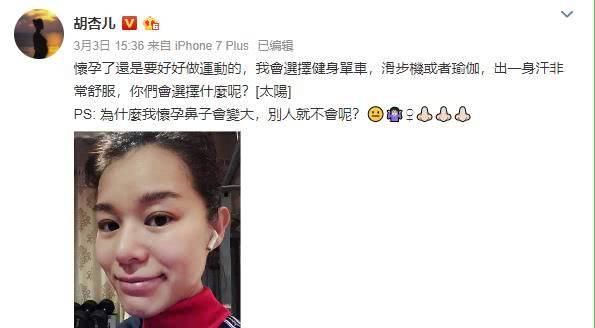 胡杏儿
3月3日 15:36 来自 iPhone 7 Plus 已编辑
懷孕了還是要好好做運動的，我會選擇健身單車，滑步機或者瑜伽，出一身汗非
常舒服，你們會選擇什麼呢？[太陽]
PS: 為什麼我懷孕鼻子會變大，別人就不會呢？😐🤷🏻‍♀👃🏻👃🏻👃🏻